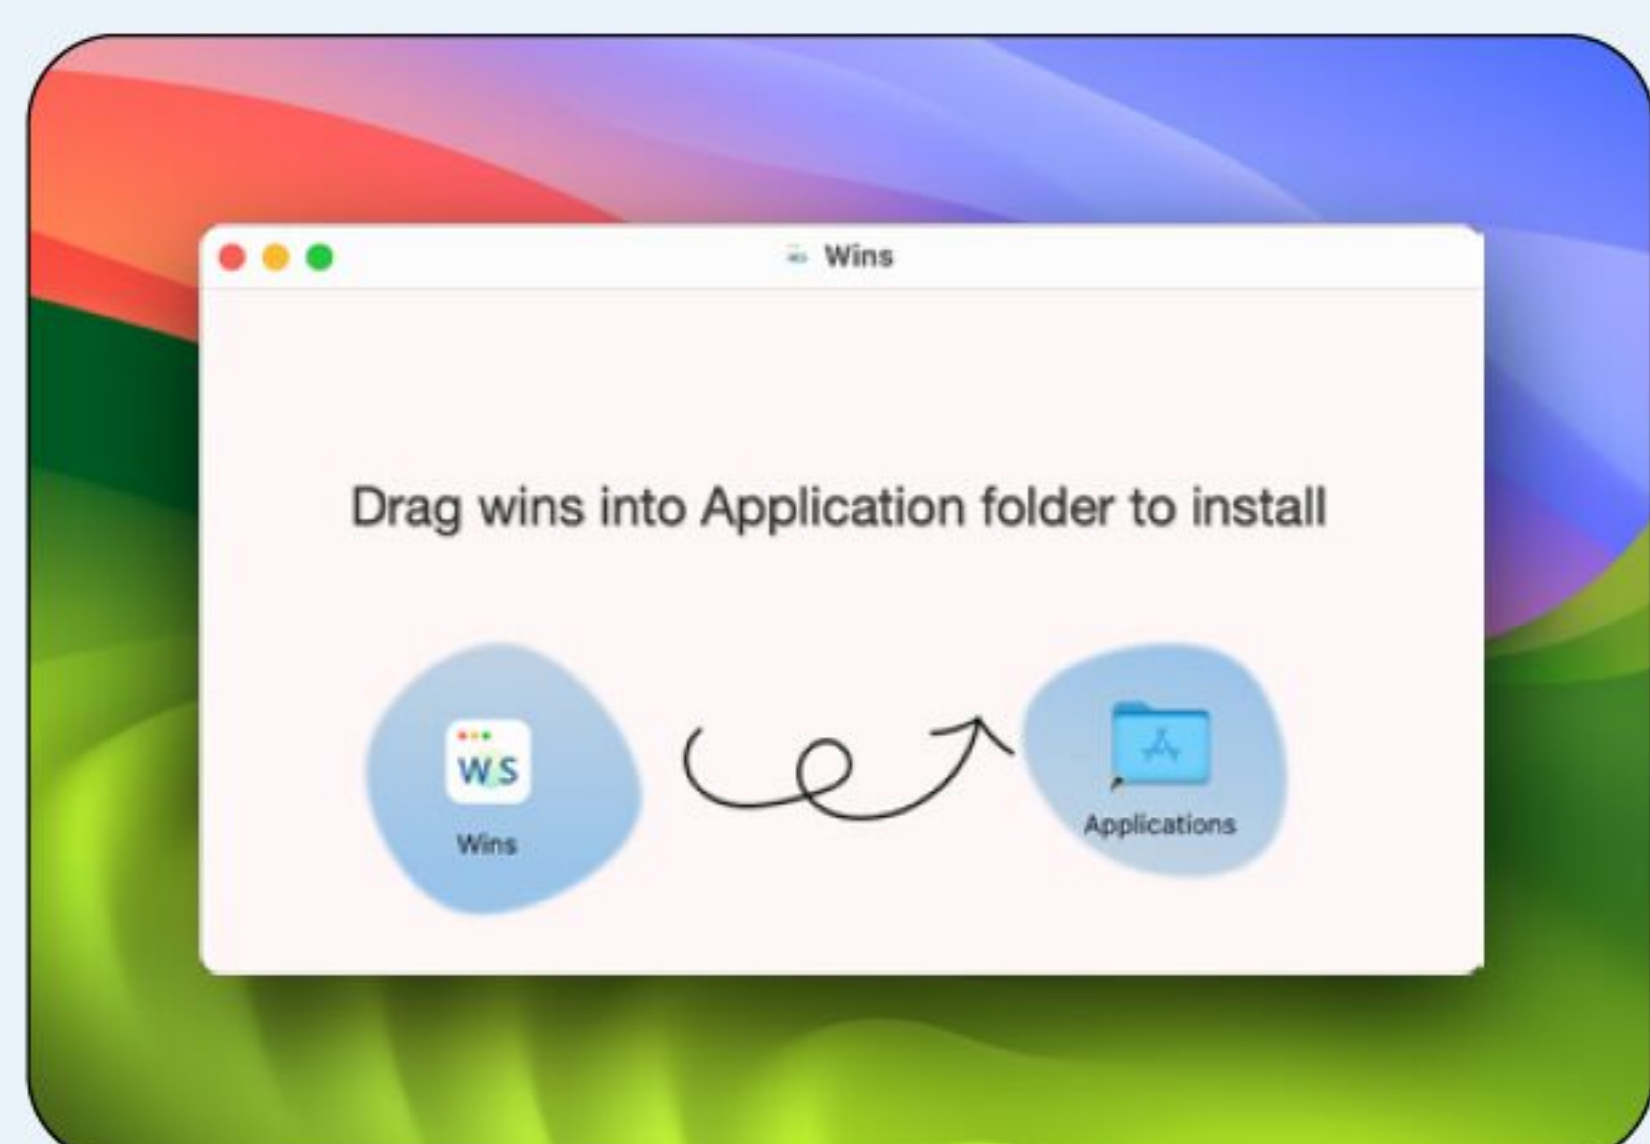 Wins
Drag wins into Application folder to install
WS
Wins
Applications